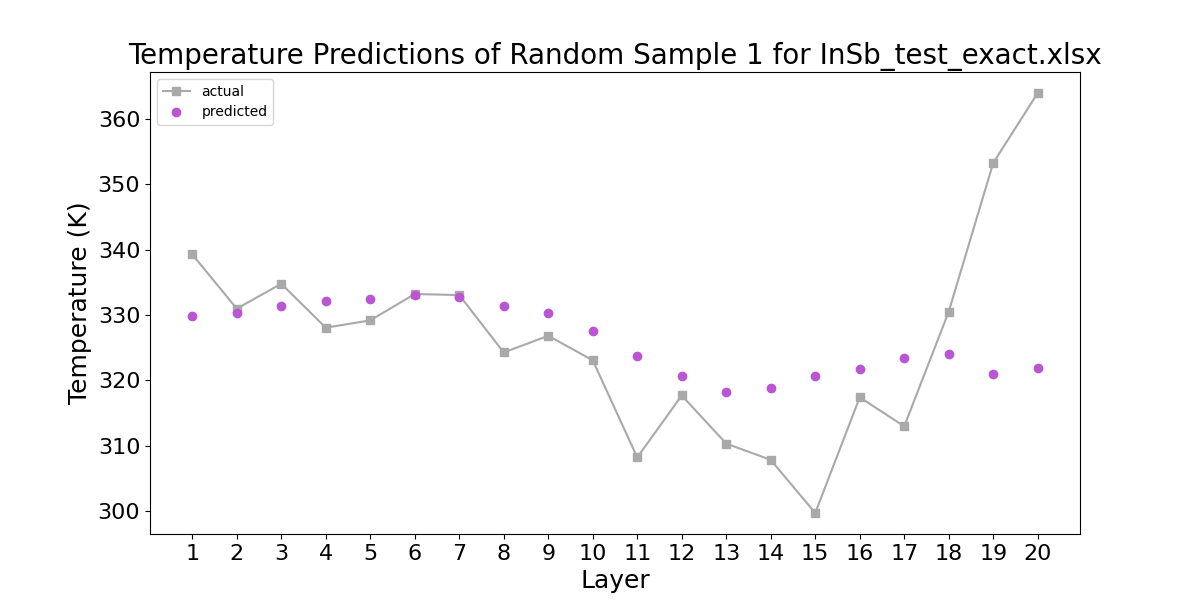 Temperature Predictions of Random Sample 1 for InSb_test_exact.xlsx
actual
predicted
Temperature (K)
360
350
340
330
320
310
300
1 2 3 4 5 6 7 8 9 10 11 12 13 14 15 16 17 18 19 20
Layer